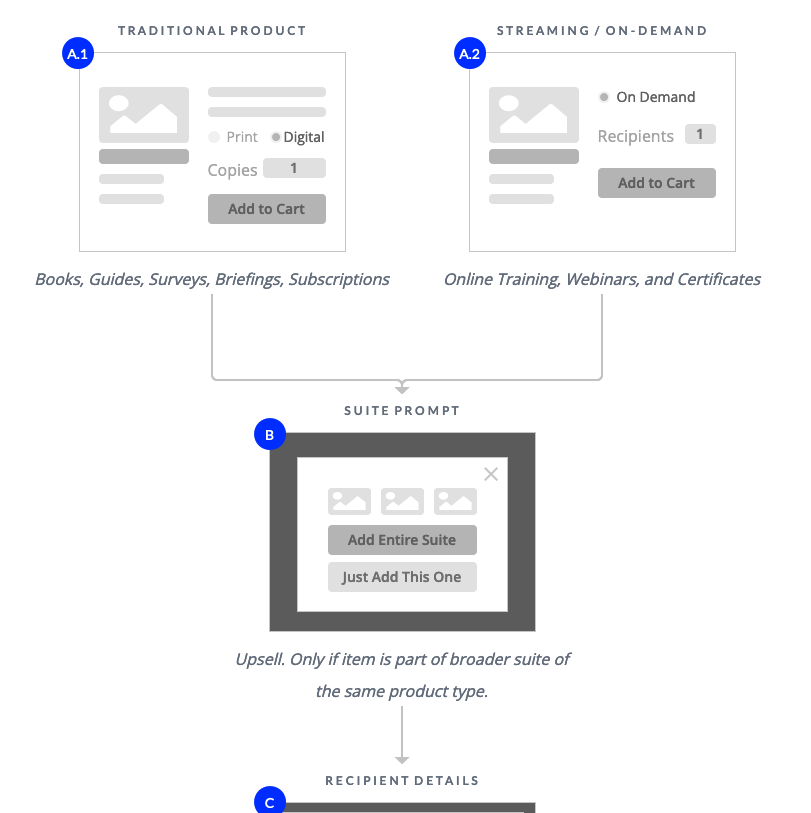 TRADITIONAL PRODUCT
A.1
Print Digital
Copies 1
Add to Cart
Books, Guides, Surveys, Briefings, Subscriptions
STREAMING / ON-DEMAND
A.2
On Demand
Recipients 1
Add to Cart
Online Training, Webinars, and Certificates
SUITE PROMPT
B
Add Entire Suite
Just Add This One
Upsell. Only if item is part of broader suite of
the same product type.
RECIPIENT DETAILS
C